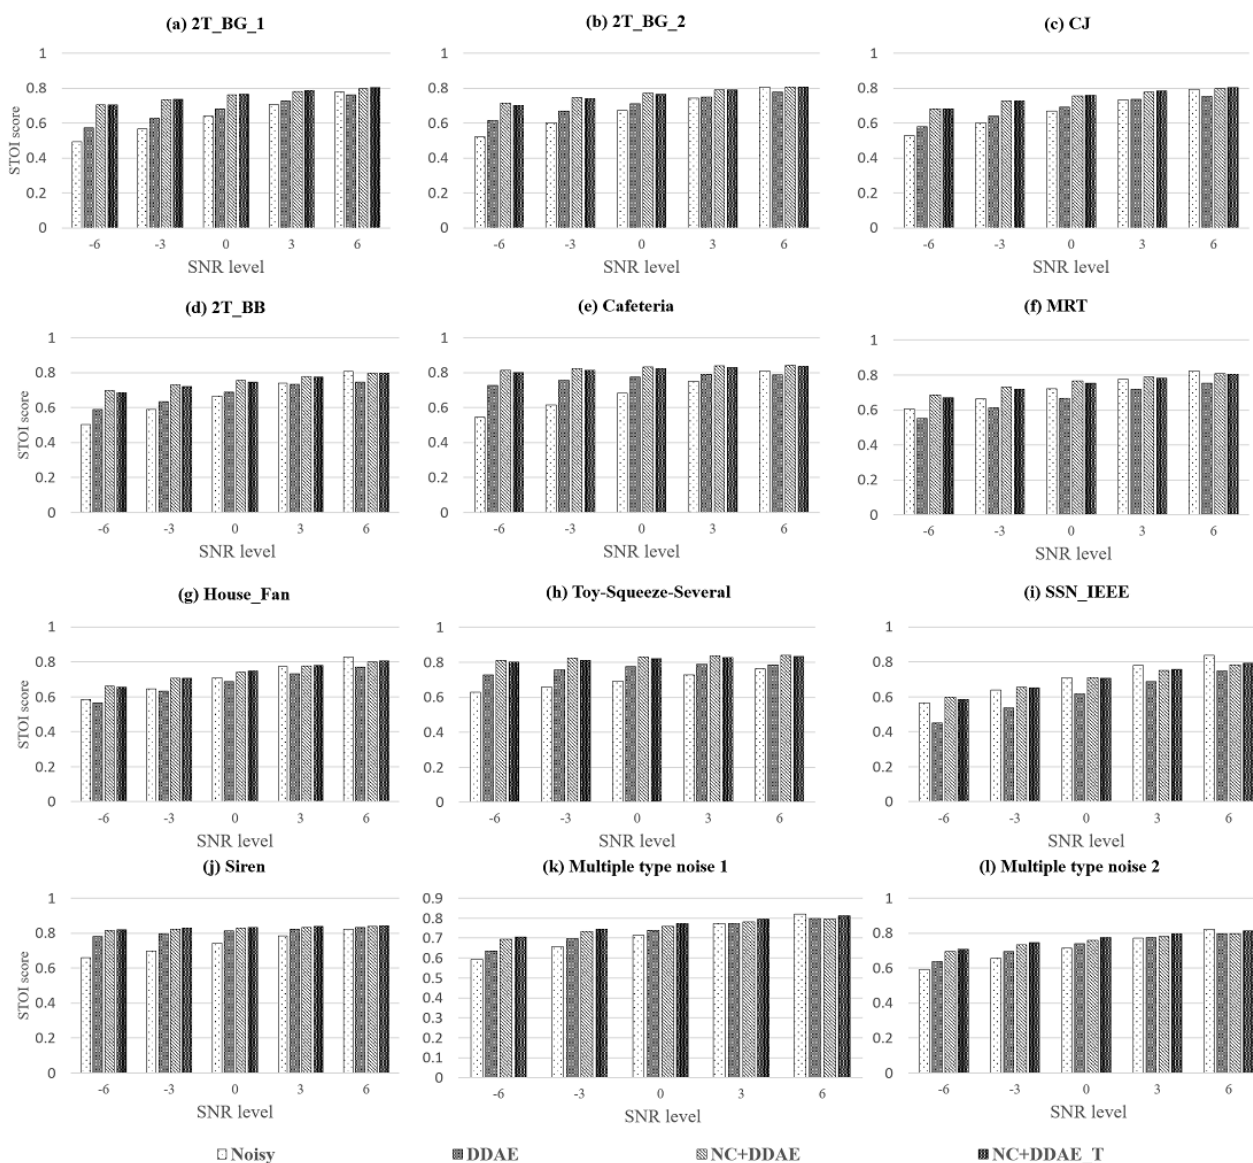 (a) 2T_BG_1
(b) 2T_BG_2
(c) CJ
1
0.8
0.6
0.4
0.2
0
STOI score
-6 -3 0 3 6
SNR level
1
0.8
0.6
0.4
0.2
0
-6 -3 0 3 6
SNR level
1
0.8
0.6
0.4
0.2
0
-6 -3 0 3 6
SNR level
(d) 2T_BB
(e) Cafeteria
(f) MRT
1
0.8
0.6
0.4
0.2
0
STOI score
-6 -3 0 3 6
SNR level
1
0.8
0.6
0.4
0.2
0
-6 -3 0 3 6
SNR level
1
0.8
0.6
0.4
0.2
0
-6 -3 0 3 6
SNR level
(g) House_Fan
(h) Toy-Squeeze-Several
(i) SSN_IEEE
1
0.8
0.6
0.4
0.2
0
STOI score
-6 -3 0 3 6
SNR level
1
0.8
0.6
0.4
0.2
0
-6 -3 0 3 6
SNR level
1
0.8
0.6
0.4
0.2
0
-6 -3 0 3 6
SNR level
(j) Siren
(k) Multiple type noise 1
(l) Multiple type noise 2
1
0.8
0.6
0.4
0.2
0
STOI score
-6 -3 0 3 6
SNR level
0.9
0.8
0.7
0.6
0.5
0.4
0.3
0.2
0.1
0
-6 -3 0 3 6
SNR level
1
0.8
0.6
0.4
0.2
0
-6 -3 0 3 6
SNR level
Noisy DDAE NC+DDAE NC+DDAE_T